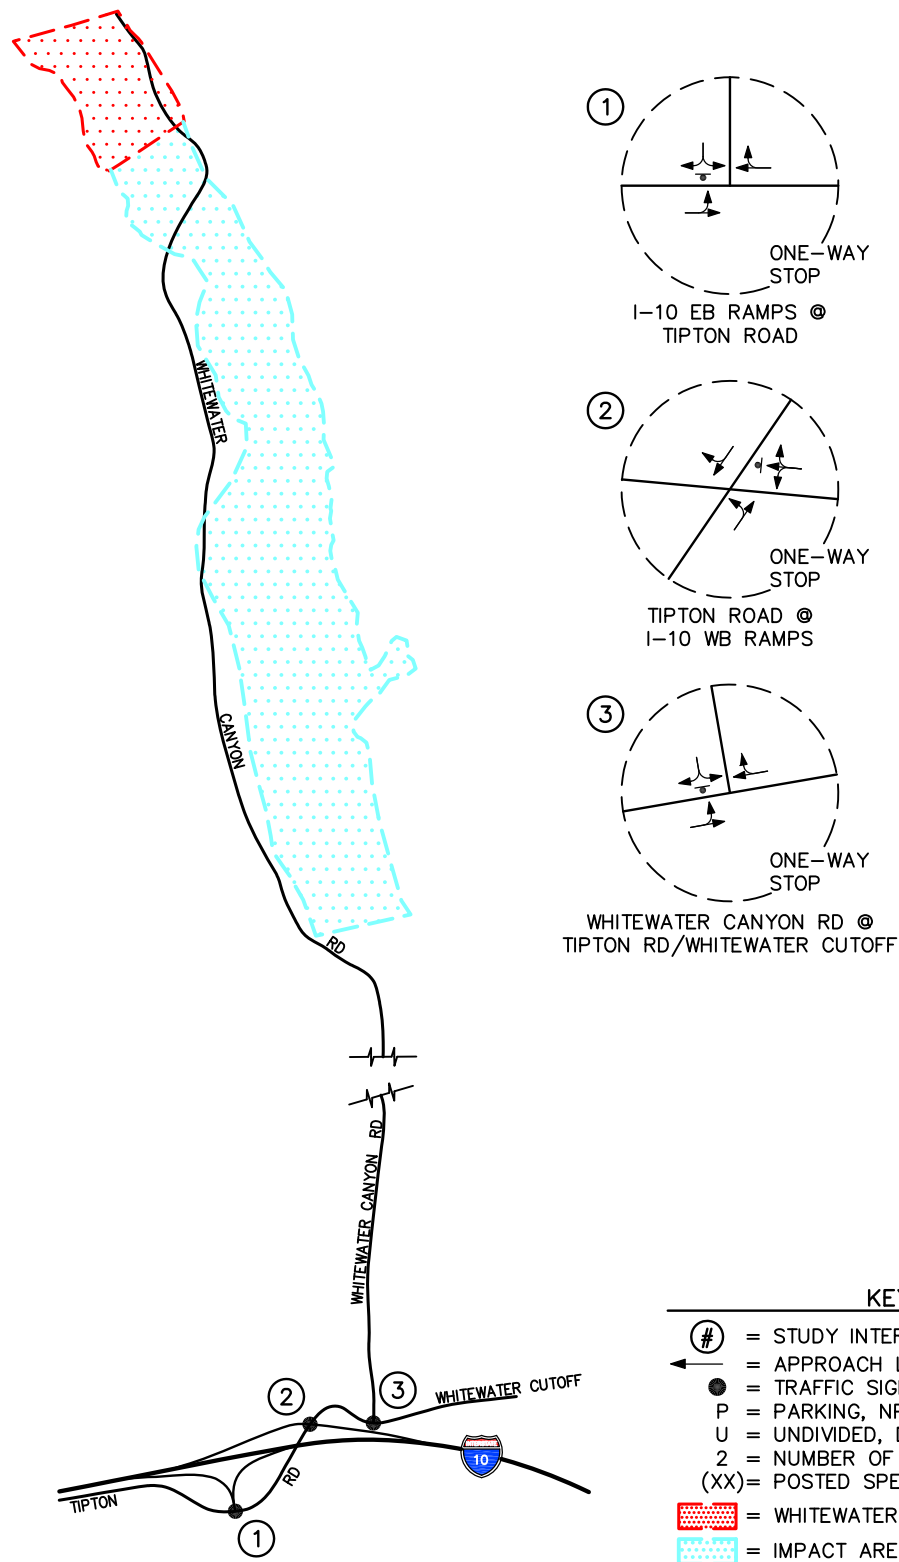 1
ONE-WAY
STOP
I-10 EB RAMPS @
TIPTON ROAD
2
ONE-WAY
STOP
TIPTON ROAD @
I-10 WB RAMPS
3
ONE-WAY
STOP
WHITEWATER CANYON RD @
TIPTON RD/WHITEWATER CUTOFF
WHITEWATER
CANYON
RD
WHITEWATER CANYON RD
WHITEWATER CUTOFF
2
3
10
RD
TIPTON
1
KEY
# = STUDY INTER
= APPROACH L
= TRAFFIC SIG
P = PARKING, NP
U = UNDIVIDED, D
2 = NUMBER OF
(XX)= POSTED SPE
= WHITEWATER
= IMPACT ARE